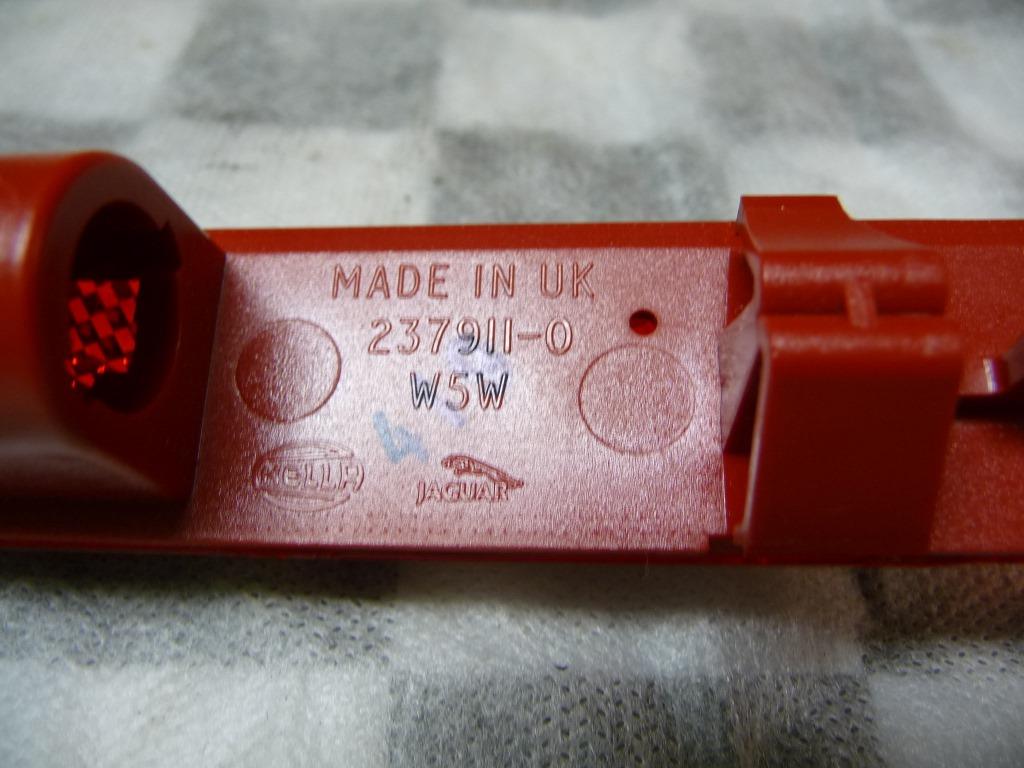 MADE IN UK
237911-0
W5W
HELLA
JAGUAR